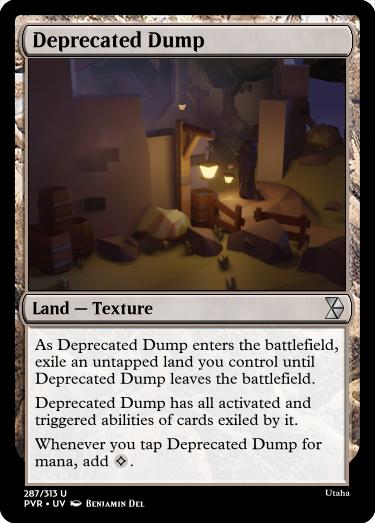 Deprecated Dump
Land — Texture
As Deprecated Dump enters the battlefield,
exile an untapped land you control until
Deprecated Dump leaves the battlefield.
Deprecated Dump has all activated and
triggered abilities of cards exiled by it.
Whenever you tap Deprecated Dump for
mana, add .
287/313 U
PVR • UV Benjamin Del
Utaha